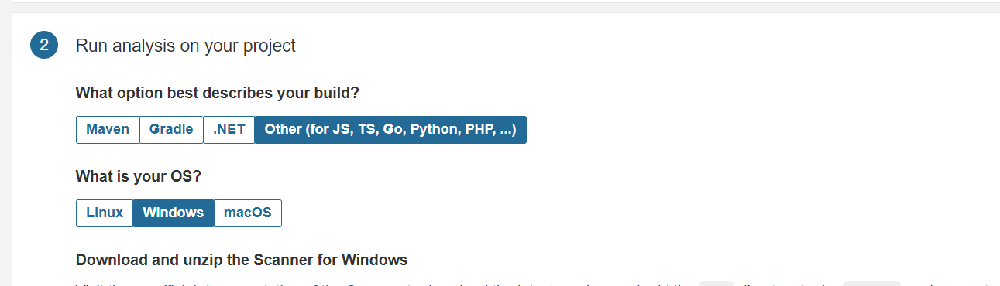 2 Run analysis on your project
What option best describes your build?
Maven Gradle .NET Other (for JS, TS, Go, Python, PHP, ...)
What is your OS?
Linux Windows macOS
Download and unzip the Scanner for Windows